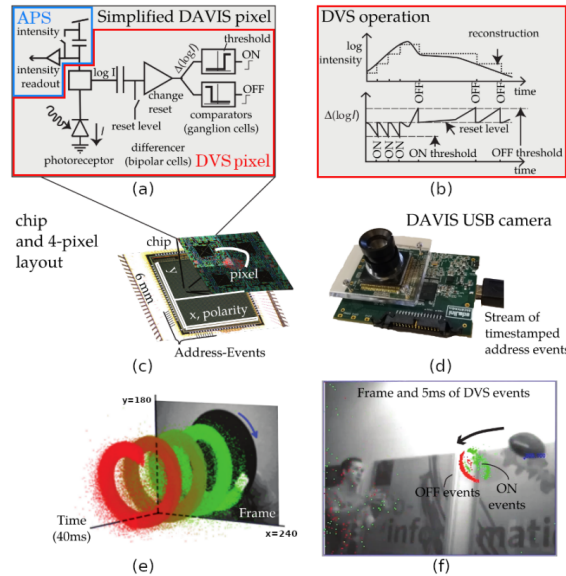 APS
Simplified DAVIS pixel
intensity
threshold
ON
intensity
readout
log I
Δ(logI)
OFF
change
reset
comparators
(ganglion cells)
reset level
I
differencer
(bipolar cells)
photoreceptor
DVS pixel
(a)
DVS operation
log
intensity
reconstruction
time
OFF
OFF
OFF
Δ(logI)
reset level
ON
ON
ON
ON threshold
OFF threshold
time
(b)
chip
and 4-pixel
layout
chip
pixel
y
6 mm
x, polarity
Address-Events
(c)
DAVIS USB camera
Stream of
timestamped
address events
(d)
y=180
Frame
Time
(40ms)
x=240
(e)
Frame and 5ms of DVS events
OFF events
ON
events
(f)